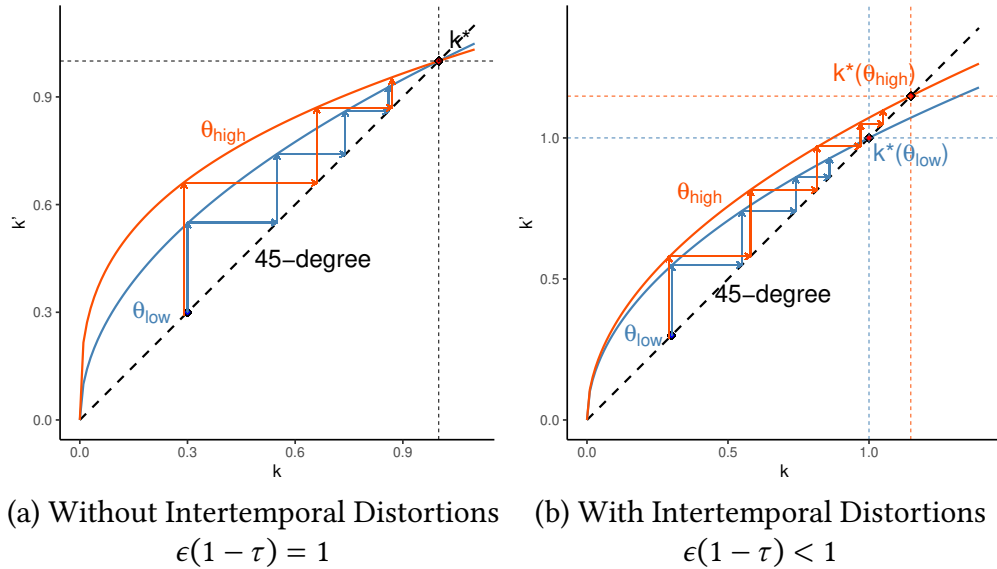 k*
θhigh
θlow
45−degree
k'
0.0
0.3
0.6
0.9
0.0
0.3
0.6
0.9
k
k*(θhigh)
k*(θlow)
θhigh
θlow
45−degree
k'
0.0
0.5
1.0
0.0
0.5
1.0
k
(a) Without Intertemporal Distortions
ϵ(1 − τ) = 1
(b) With Intertemporal Distortions
ϵ(1 − τ) < 1